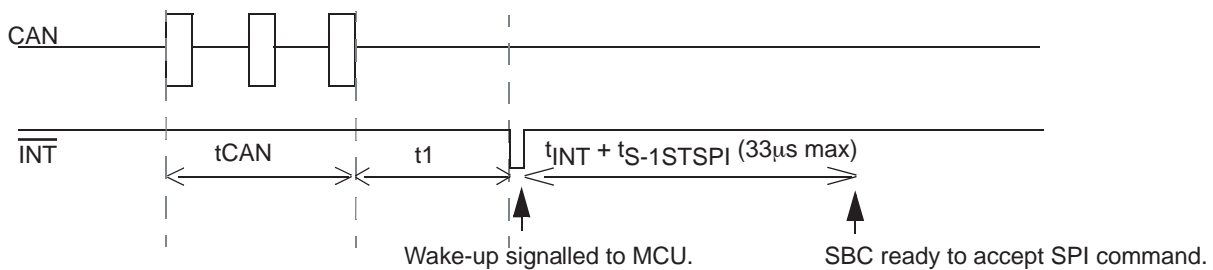 CAN
INT
tCAN
t1
tINT + tS-1STSPI (33μs max)
Wake-up signalled to MCU.
SBC ready to accept SPI command.